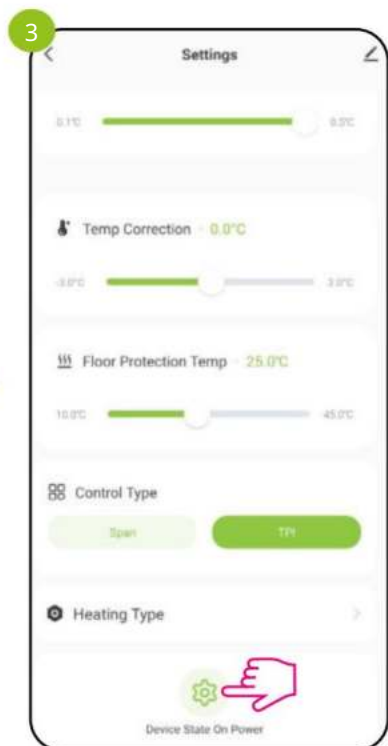 3
Settings
0.1°C
Temp Correction · 0.0°C
-3.0°C 3.0°C
Floor Protection Temp · 25.0°C
10.0°C 45.0°C
Control Type
Span TPI
Heating Type
Device State On Power